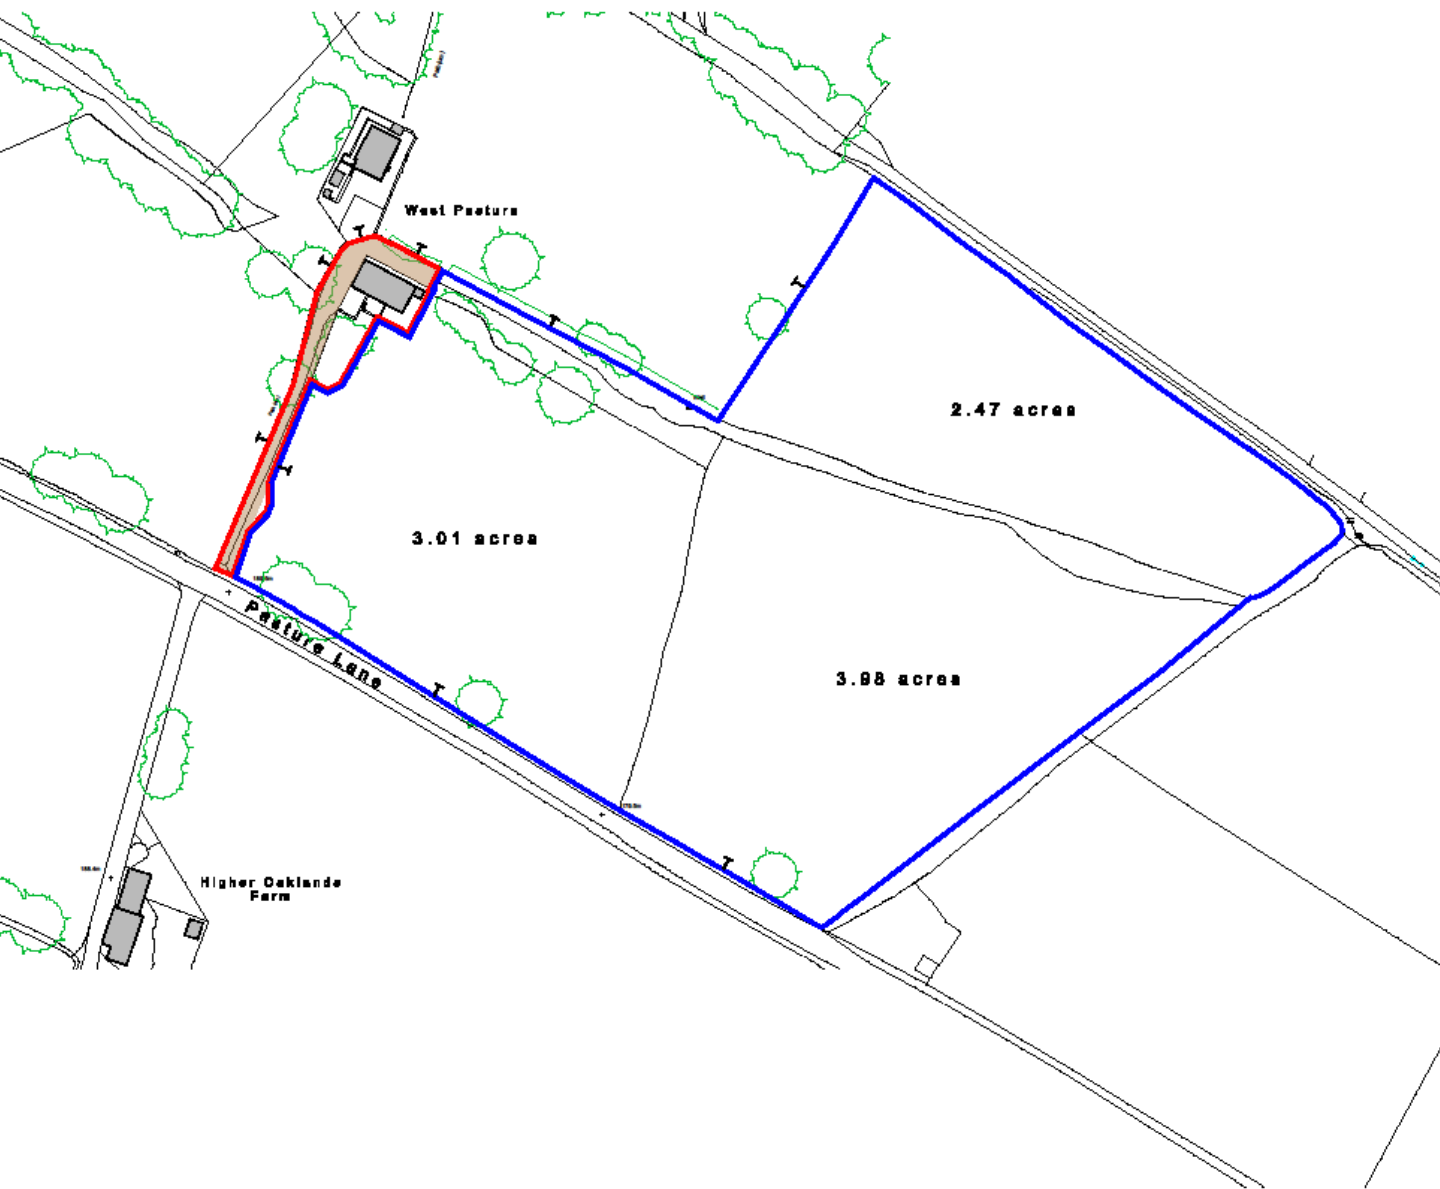 West Pasture
2.47 acres
3.01 acres
Pasture Lane
3.98 acres
Higher Oaklands
Farm